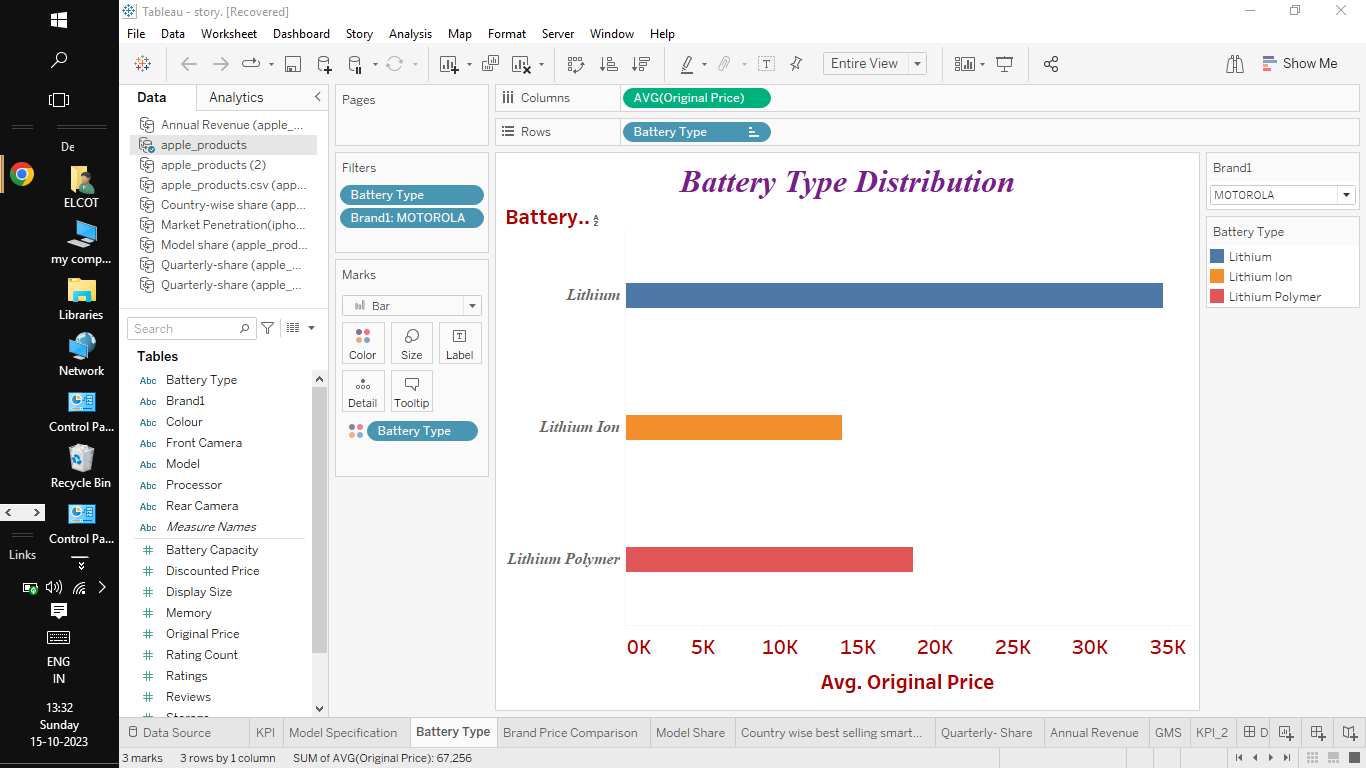 Tableau - story. [Recovered]
File Data Worksheet Dashboard Story Analysis Map Format Server Window Help
Entire View
Show Me
De
ELCOT
my comp...
Libraries
Network
Control Pa...
Recycle Bin
Control Pa...
Links
ENG
IN
13:32
Sunday
15-10-2023
Data Analytics
Annual Revenue (apple_...
apple_products
apple_products (2)
apple_products.csv (app...
Country-wise share (app...
Market Penetration(ipho...
Model share (apple_prod...
Quarterly-share (apple_...
Quarterly-share (apple_...
Search
Tables
Abc Battery Type
Abc Brand1
Abc Colour
Abc Front Camera
Abc Model
Abc Processor
Abc Rear Camera
Abc Measure Names
# Battery Capacity
# Discounted Price
# Display Size
# Memory
# Original Price
# Rating Count
# Ratings
# Reviews
Pages
Filters
Battery Type
Brand1: MOTOROLA
Marks
Bar
Color Size Label
Detail Tooltip
Battery Type
Columns AVG(Original Price)
Rows Battery Type
Battery Type Distribution
Battery..
Lithium
Lithium Ion
Lithium Polymer
0K 5K 10K 15K 20K 25K 30K 35K
Avg. Original Price
Brand1
MOTOROLA
Battery Type
Lithium
Lithium Ion
Lithium Polymer
Data Source KPI Model Specification Battery Type Brand Price Comparison Model Share Country wise best selling smart... Quarterly- Share Annual Revenue GMS KPI_2 D
3 marks 3 rows by 1 column SUM of AVG(Original Price): 67.256